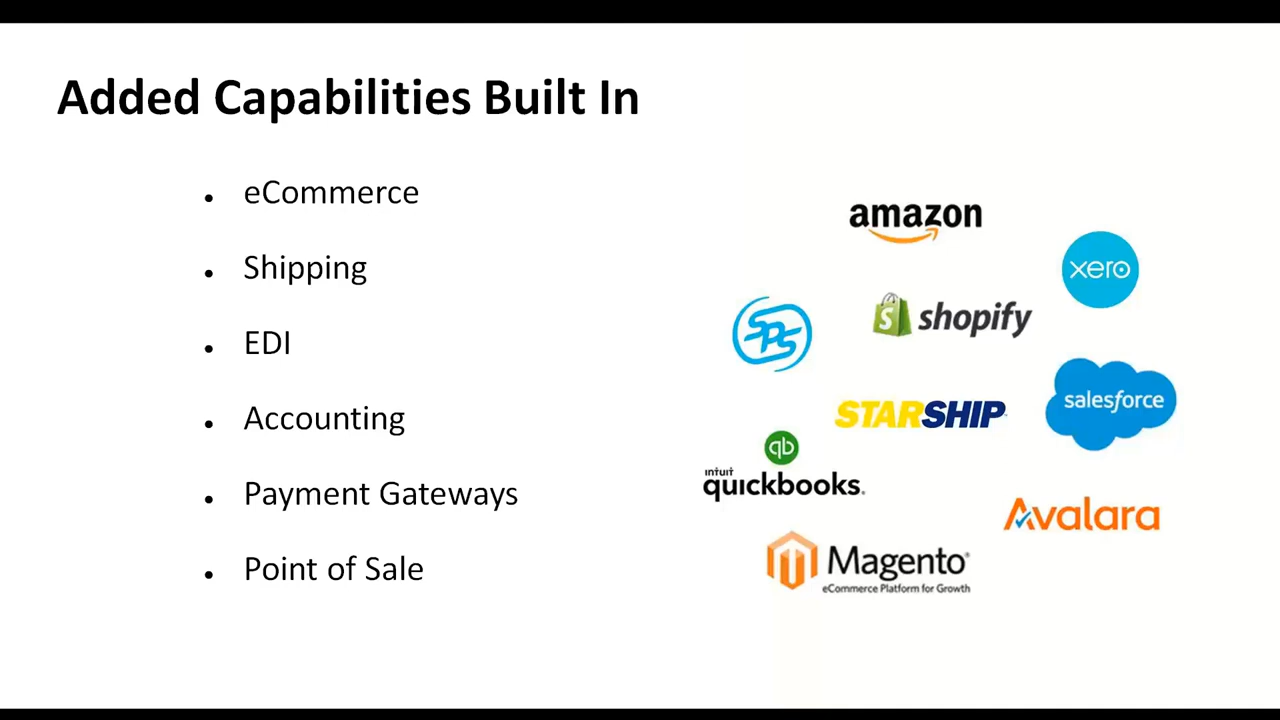 Added Capabilities Built In
• eCommerce
• Shipping
• EDI
• Accounting
• Payment Gateways
• Point of Sale
amazon
xero
SPS
shopify
salesforce
STARSHIP
qb
intuit
quickbooks.
Avalara
Magento®
eCommerce Platform for Growth